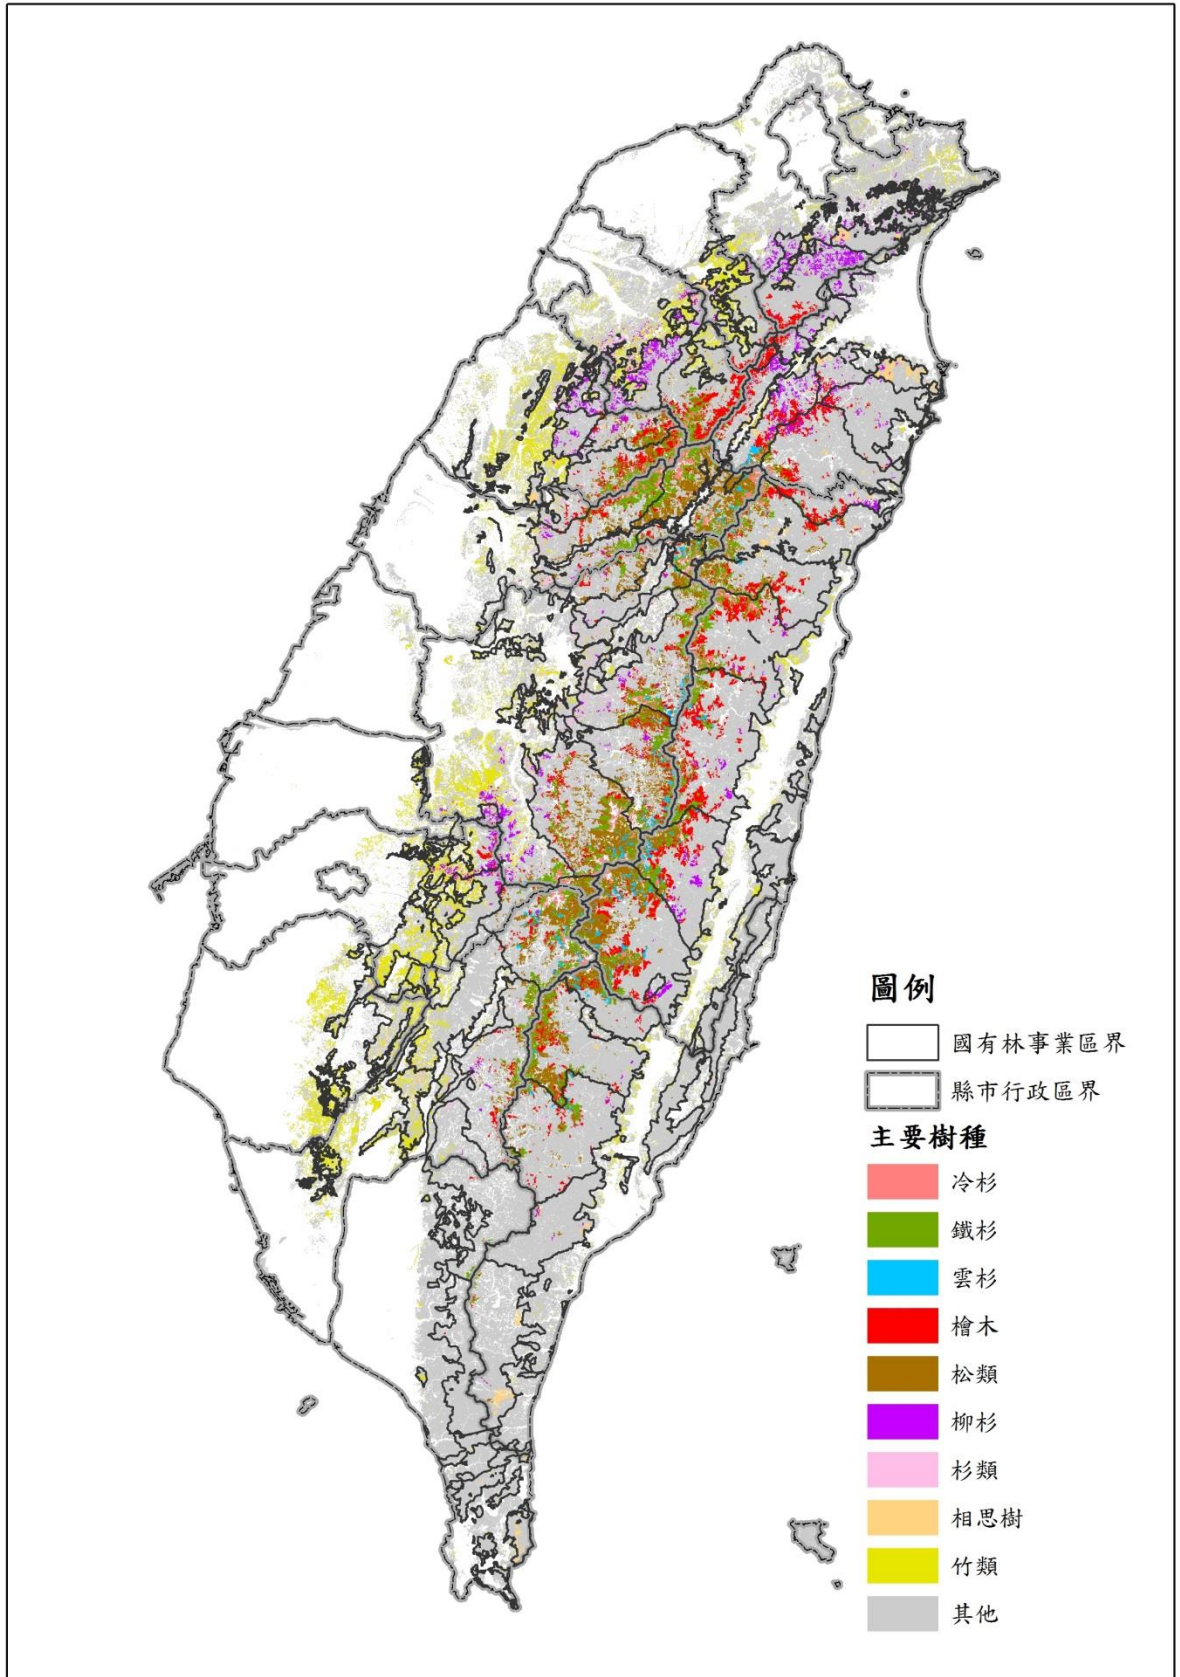 圖例
國有林事業區界
縣市行政區界
主要樹種
冷杉
鐵杉
雲杉
檜木
松類
柳杉
杉類
相思樹
竹類
其他